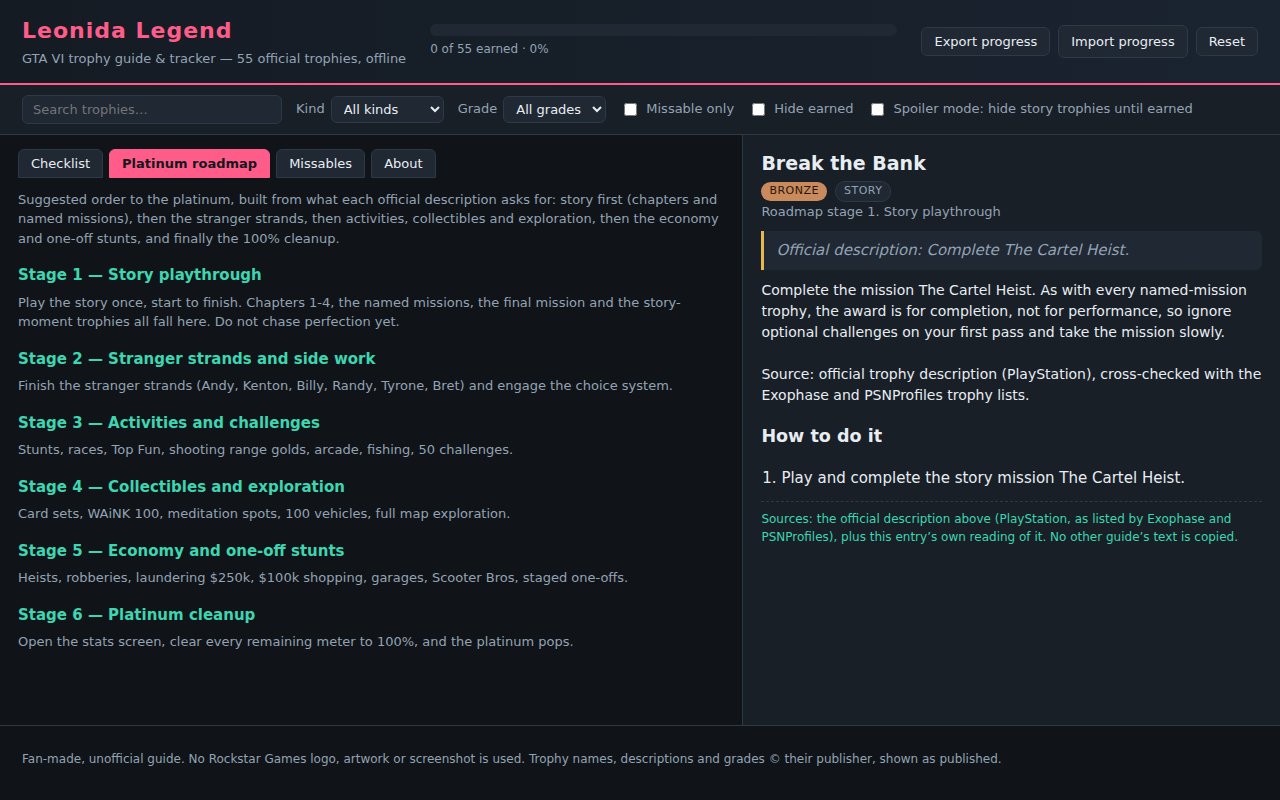 Leonida Legend
GTA VI trophy guide & tracker — 55 official trophies, offline
0 of 55 earned · 0%
Export progress
Import progress
Reset
Search trophies…
Kind
All kinds
Grade
All grades
Missable only
Hide earned
Spoiler mode: hide story trophies until earned
Checklist
Platinum roadmap
Missables
About
Suggested order to the platinum, built from what each official description asks for: story first (chapters and
named missions), then the stranger strands, then activities, collectibles and exploration, then the economy
and one-off stunts, and finally the 100% cleanup.
Stage 1 — Story playthrough
Play the story once, start to finish. Chapters 1-4, the named missions, the final mission and the story-
moment trophies all fall here. Do not chase perfection yet.
Stage 2 — Stranger strands and side work
Finish the stranger strands (Andy, Kenton, Billy, Randy, Tyrone, Bret) and engage the choice system.
Stage 3 — Activities and challenges
Stunts, races, Top Fun, shooting range golds, arcade, fishing, 50 challenges.
Stage 4 — Collectibles and exploration
Card sets, WAiNK 100, meditation spots, 100 vehicles, full map exploration.
Stage 5 — Economy and one-off stunts
Heists, robberies, laundering $250k, $100k shopping, garages, Scooter Bros, staged one-offs.
Stage 6 — Platinum cleanup
Open the stats screen, clear every remaining meter to 100%, and the platinum pops.
Break the Bank
BRONZE
STORY
Roadmap stage 1. Story playthrough
Official description: Complete The Cartel Heist.
Complete the mission The Cartel Heist. As with every named-mission
trophy, the award is for completion, not for performance, so ignore
optional challenges on your first pass and take the mission slowly.
Source: official trophy description (PlayStation), cross-checked with the
Exophase and PSNProfiles trophy lists.
How to do it
1. Play and complete the story mission The Cartel Heist.
Sources: the official description above (PlayStation, as listed by Exophase and
PSNProfiles), plus this entry’s own reading of it. No other guide’s text is copied.
Fan-made, unofficial guide. No Rockstar Games logo, artwork or screenshot is used. Trophy names, descriptions and grades © their publisher, shown as published.